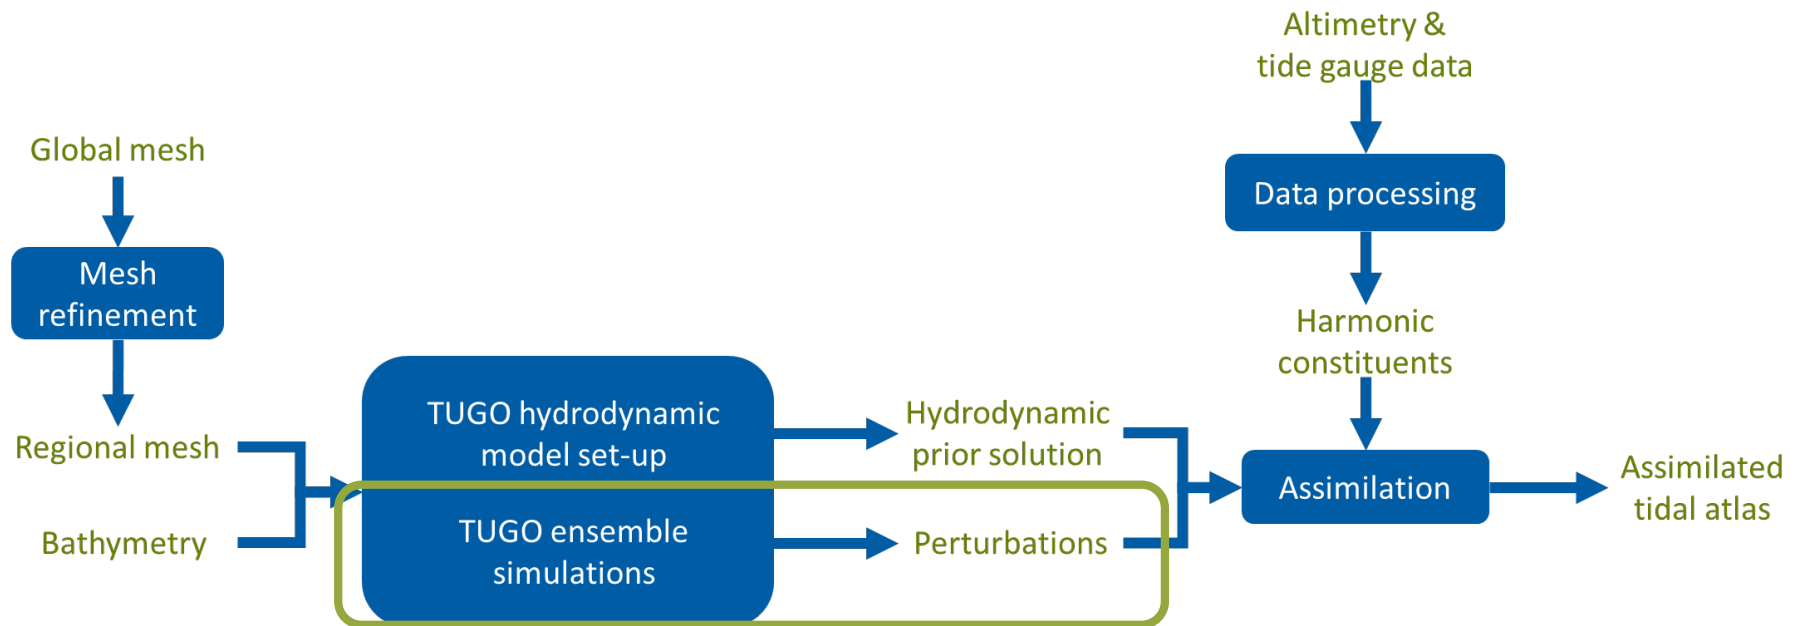 Altimetry &
tide gauge data
Global mesh
Data processing
Mesh
refinement
Harmonic
constituents
Regional mesh
TUGO hydrodynamic
model set-up
Hydrodynamic
prior solution
Assimilation
Assimilated
tidal atlas
Bathymetry
TUGO ensemble
simulations
Perturbations